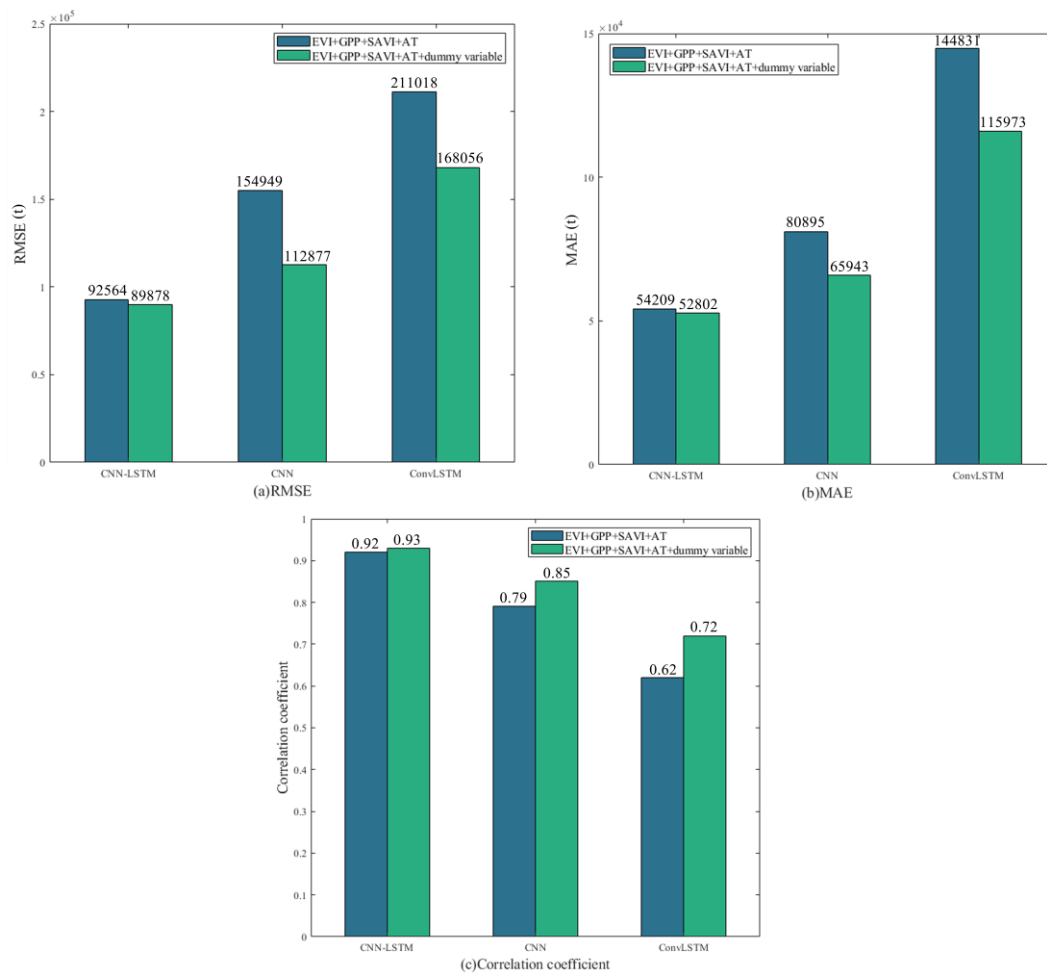 ×10^5
2.5
2
1.5
1
0.5
0
RMSE (t)
EVI+GPP+SAVI+AT
EVI+GPP+SAVI+AT+dummy variable
92564
89878
154949
112877
211018
168056
CNN-LSTM
CNN
ConvLSTM
(a)RMSE
×10^4
15
10
5
0
MAE (t)
EVI+GPP+SAVI+AT
EVI+GPP+SAVI+AT+dummy variable
54209
52802
80895
65943
144831
115973
CNN-LSTM
CNN
ConvLSTM
(b)MAE
1
0.9
0.8
0.7
0.6
0.5
0.4
0.3
0.2
0.1
0
Correlation coefficient
EVI+GPP+SAVI+AT
EVI+GPP+SAVI+AT+dummy variable
0.92
0.93
0.79
0.85
0.62
0.72
CNN-LSTM
CNN
ConvLSTM
(c)Correlation coefficient